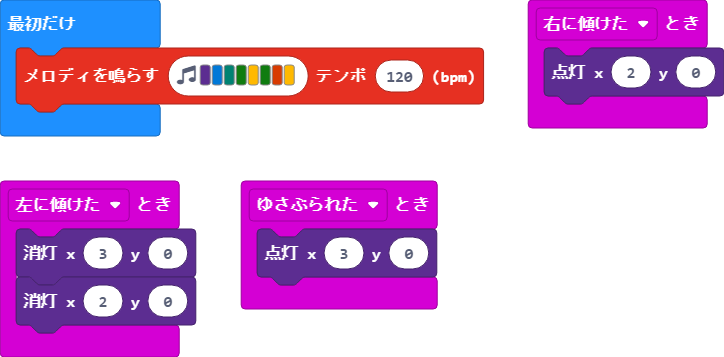 最初だけ
メロディを鳴らす テンポ 120 (bpm)
右に傾けた とき
点灯 x 2 y 0
左に傾けた とき
消灯 x 3 y 0
消灯 x 2 y 0
ゆさぶられた とき
点灯 x 3 y 0